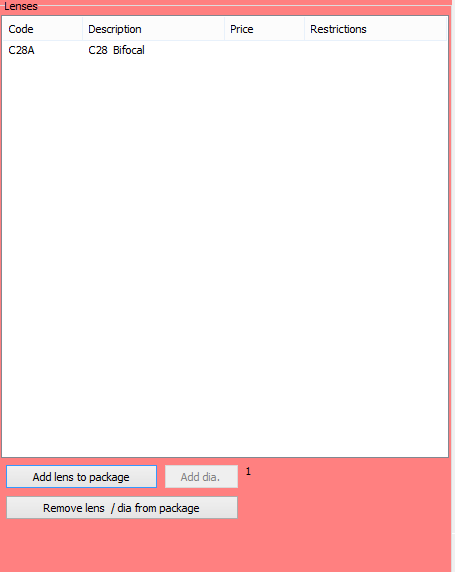 Lenses
Code Description Price Restrictions
C28A C28 Bifocal
Add lens to package Add dia. 1
Remove lens / dia from package